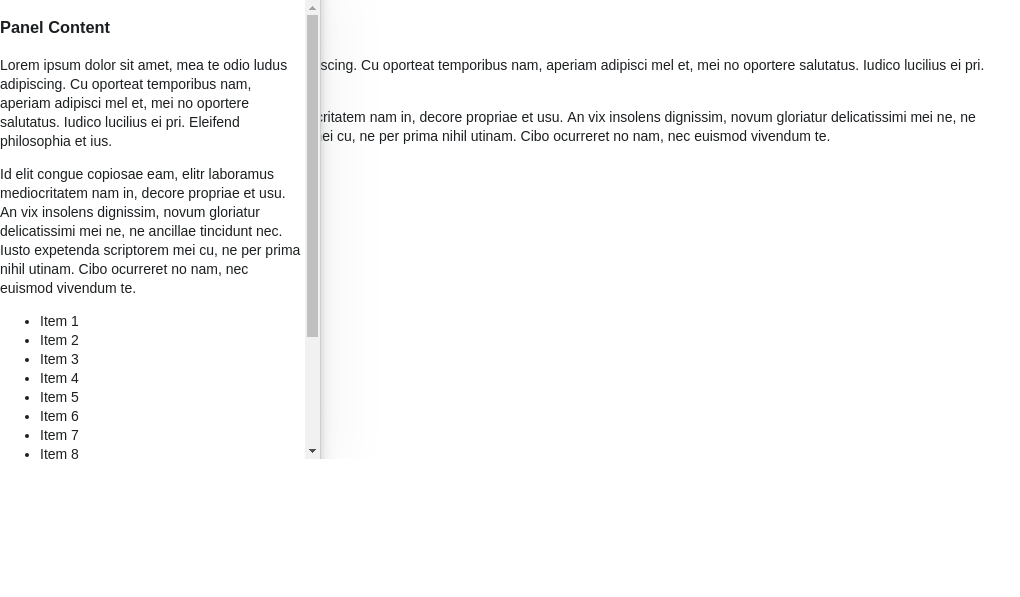 Panel Content
Lorem ipsum dolor sit amet, mea te odio ludus
adipiscing. Cu oporteat temporibus nam,
aperiam adipisci mel et, mei no oportere
salutatus. Iudico lucilius ei pri. Eleifend
philosophia et ius.
Id elit congue copiosae eam, elitr laboramus
mediocritatem nam in, decore propriae et usu.
An vix insolens dignissim, novum gloriatur
delicatissimi mei ne, ne ancillae tincidunt nec.
Iusto expetenda scriptorem mei cu, ne per prima
nihil utinam. Cibo ocurreret no nam, nec
euismod vivendum te.
• Item 1
• Item 2
• Item 3
• Item 4
• Item 5
• Item 6
• Item 7
• Item 8
scing. Cu oporteat temporibus nam, aperiam adipisci mel et, mei no oportere salutatus. Iudico lucilius ei pri.
critatem nam in, decore propriae et usu. An vix insolens dignissim, novum gloriatur delicatissimi mei ne, ne
ei cu, ne per prima nihil utinam. Cibo ocurreret no nam, nec euismod vivendum te.